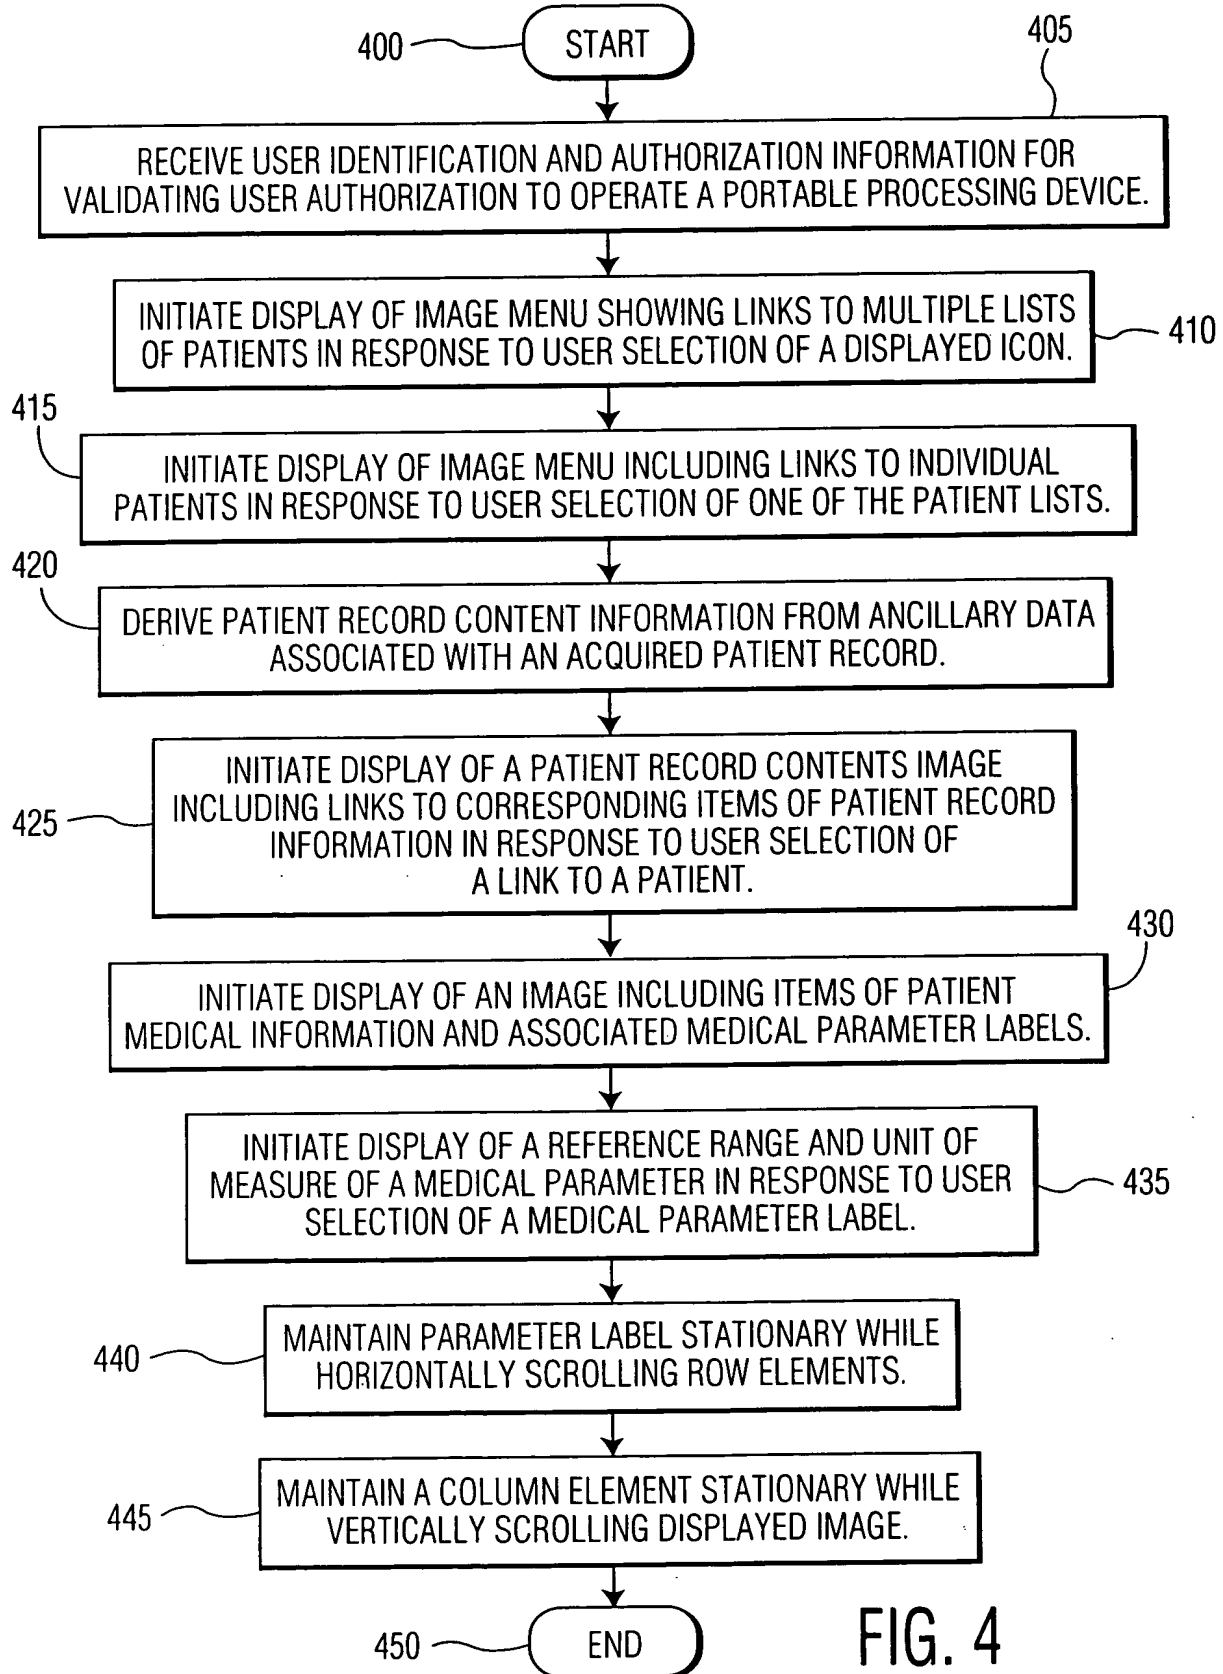 400
START
405
RECEIVE USER IDENTIFICATION AND AUTHORIZATION INFORMATION FOR
VALIDATING USER AUTHORIZATION TO OPERATE A PORTABLE PROCESSING DEVICE.
INITIATE DISPLAY OF IMAGE MENU SHOWING LINKS TO MULTIPLE LISTS
OF PATIENTS IN RESPONSE TO USER SELECTION OF A DISPLAYED ICON.
410
415
INITIATE DISPLAY OF IMAGE MENU INCLUDING LINKS TO INDIVIDUAL
PATIENTS IN RESPONSE TO USER SELECTION OF ONE OF THE PATIENT LISTS.
420
DERIVE PATIENT RECORD CONTENT INFORMATION FROM ANCILLARY DATA
ASSOCIATED WITH AN ACQUIRED PATIENT RECORD.
425
INITIATE DISPLAY OF A PATIENT RECORD CONTENTS IMAGE
INCLUDING LINKS TO CORRESPONDING ITEMS OF PATIENT RECORD
INFORMATION IN RESPONSE TO USER SELECTION OF
A LINK TO A PATIENT.
430
INITIATE DISPLAY OF AN IMAGE INCLUDING ITEMS OF PATIENT
MEDICAL INFORMATION AND ASSOCIATED MEDICAL PARAMETER LABELS.
INITIATE DISPLAY OF A REFERENCE RANGE AND UNIT OF
MEASURE OF A MEDICAL PARAMETER IN RESPONSE TO USER
SELECTION OF A MEDICAL PARAMETER LABEL.
435
440
MAINTAIN PARAMETER LABEL STATIONARY WHILE
HORIZONTALLY SCROLLING ROW ELEMENTS.
445
MAINTAIN A COLUMN ELEMENT STATIONARY WHILE
VERTICALLY SCROLLING DISPLAYED IMAGE.
450
END
FIG. 4